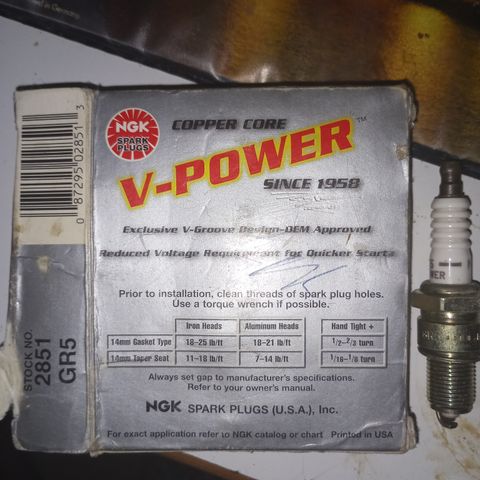 in Germany
NGK
SPARK
PLUGS
COPPER CORE
V-POWER™
SINCE 1958
Exclusive V-Groove Design-OEM Approved
Reduced Voltage Requirement for Quicker Starts
Prior to installation, clean threads of spark plug holes.
Use a torque wrench if possible.
Iron Heads Aluminum Heads Hand Tight +
14mm Gasket Type 18-25 lb/ft 18-21 lb/ft 1/2-2/3 turn
14mm Taper Seat 11-18 lb/ft 7-14 lb/ft 1/16-1/8 turn
Always set gap to manufacturer's specifications.
Refer to your owner's manual.
NGK SPARK PLUGS (U.S.A.), Inc.
For exact application refer to NGK catalog or chart Printed in USA
0 87295 02851 3
STOCK NO.
2851
GR5
POWER